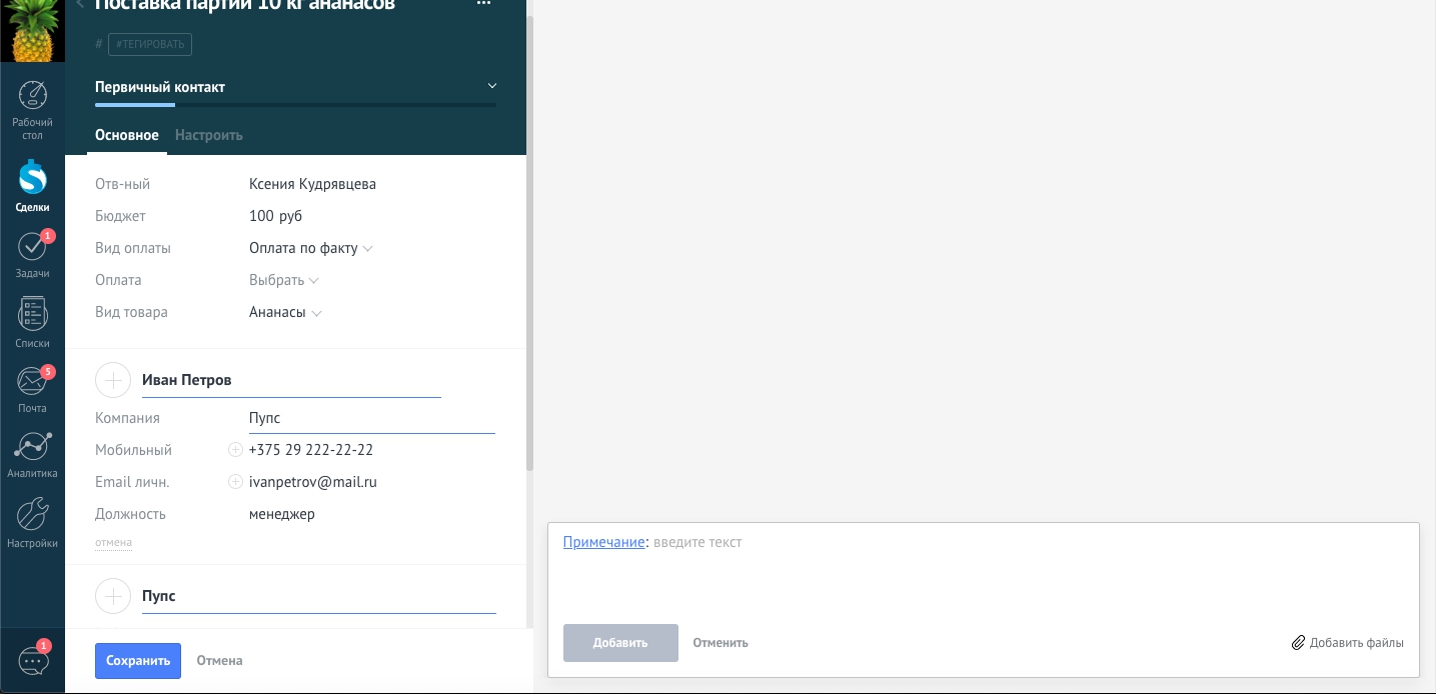 Поставка партии 10 кг ананасов
# #ТЕГИРОВАТЬ
Первичный контакт
Основное Настроить
Рабочий
стол
Сделки
1
Задачи
Списки
5
Почта
Аналитика
Настройки
1
Отв-ный Ксения Кудрявцева
Бюджет 100 руб
Вид оплаты Оплата по факту
Оплата Выбрать
Вид товара Ананасы
Иван Петров
Компания Пупс
Мобильный +375 29 222-22-22
Email личн. ivanpetrov@mail.ru
Должность менеджер
отмена
Пупс
Сохранить Отмена
Примечание: введите текст
Добавить Отменить Добавить файлы